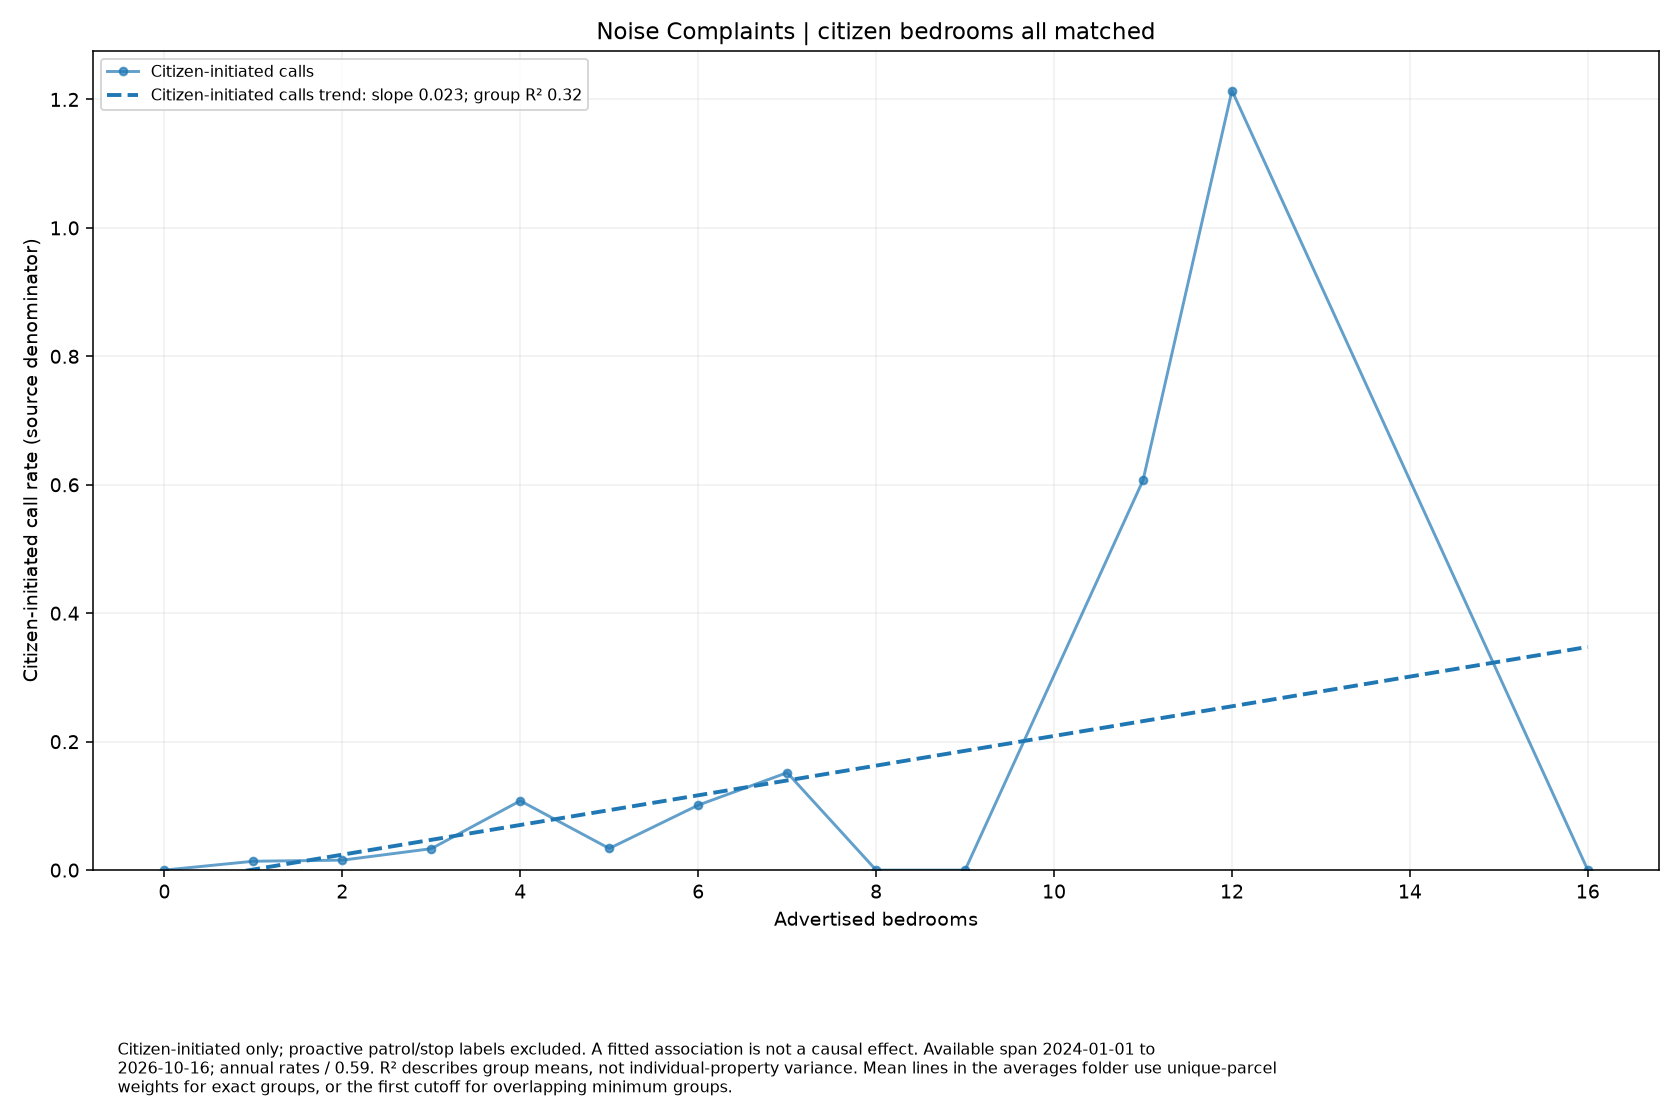 Noise Complaints | citizen bedrooms all matched
Citizen-initiated calls
Citizen-initiated calls trend: slope 0.023; group R² 0.32
Citizen-initiated call rate (source denominator)
1.2
1.0
0.8
0.6
0.4
0.2
0.0
0 2 4 6 8 10 12 14 16
Advertised bedrooms
Citizen-initiated only; proactive patrol/stop labels excluded. A fitted association is not a causal effect. Available span 2024-01-01 to
2026-10-16; annual rates / 0.59. R² describes group means, not individual-property variance. Mean lines in the averages folder use unique-parcel
weights for exact groups, or the first cutoff for overlapping minimum groups.